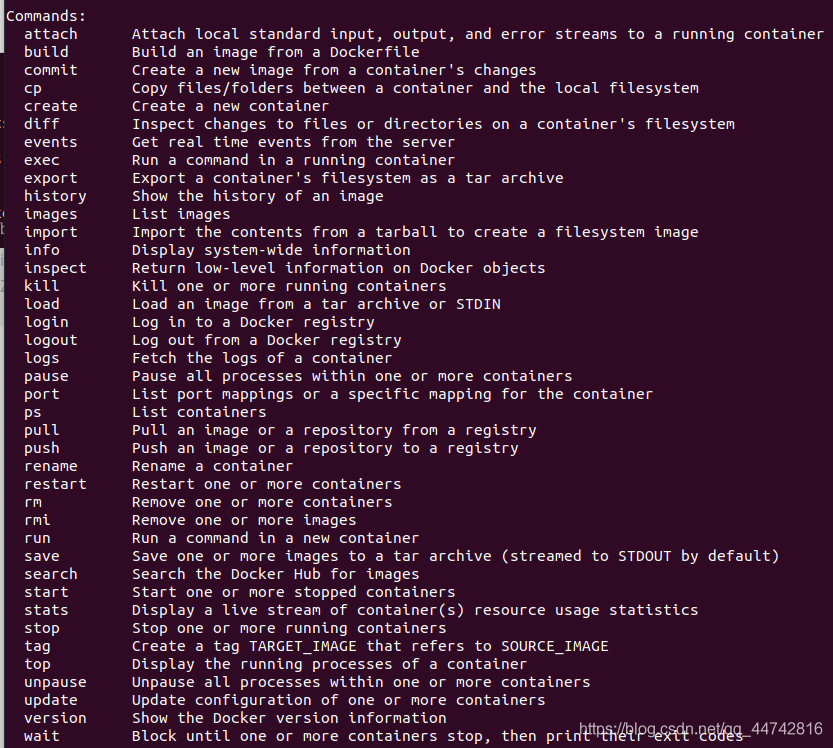 Commands:
attach Attach local standard input, output, and error streams to a running container
build Build an image from a Dockerfile
commit Create a new image from a container's changes
cp Copy files/folders between a container and the local filesystem
create Create a new container
diff Inspect changes to files or directories on a container's filesystem
events Get real time events from the server
exec Run a command in a running container
export Export a container's filesystem as a tar archive
history Show the history of an image
images List images
import Import the contents from a tarball to create a filesystem image
info Display system-wide information
inspect Return low-level information on Docker objects
kill Kill one or more running containers
load Load an image from a tar archive or STDIN
login Log in to a Docker registry
logout Log out from a Docker registry
logs Fetch the logs of a container
pause Pause all processes within one or more containers
port List port mappings or a specific mapping for the container
ps List containers
pull Pull an image or a repository from a registry
push Push an image or a repository to a registry
rename Rename a container
restart Restart one or more containers
rm Remove one or more containers
rmi Remove one or more images
run Run a command in a new container
save Save one or more images to a tar archive (streamed to STDOUT by default)
search Search the Docker Hub for images
start Start one or more stopped containers
stats Display a live stream of container(s) resource usage statistics
stop Stop one or more running containers
tag Create a tag TARGET_IMAGE that refers to SOURCE_IMAGE
top Display the running processes of a container
unpause Unpause all processes within one or more containers
update Update configuration of one or more containers
version Show the Docker version information
wait Block until one or more containers stop, then print their exit codes
https://blog.csdn.net/qq_44742816